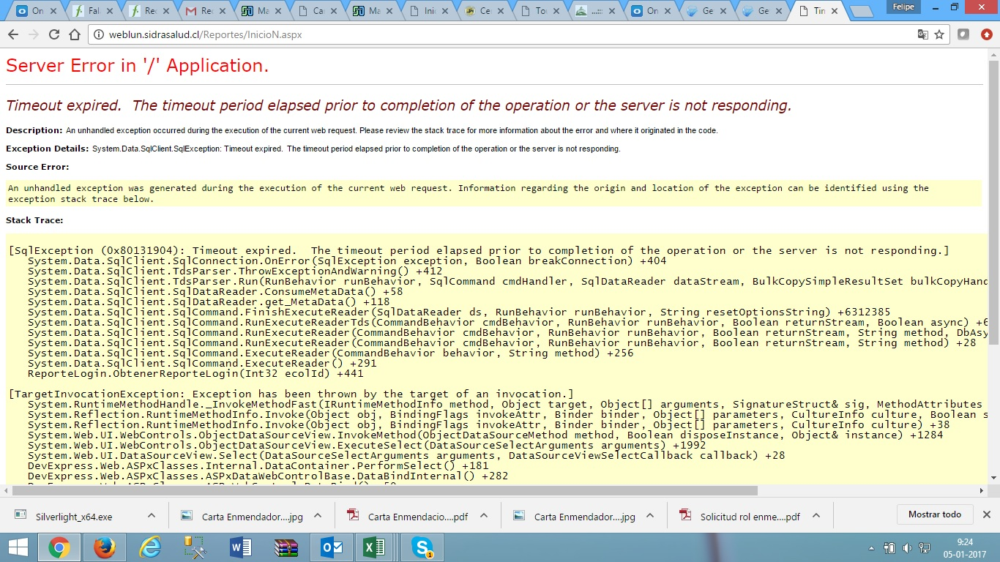 On
Fal
Rec
Rec
Ma
Car
Ma
Inic
Ce
Tou
..:::
On
Ge
Ge
Tin
Felipe
weblun.sidrasalud.cl/Reportes/InicioN.aspx
Server Error in '/' Application.
Timeout expired.  The timeout period elapsed prior to completion of the operation or the server is not responding.
Description: An unhandled exception occurred during the execution of the current web request. Please review the stack trace for more information about the error and where it originated in the code.
Exception Details: System.Data.SqlClient.SqlException: Timeout expired.  The timeout period elapsed prior to completion of the operation or the server is not responding.
Source Error:
An unhandled exception was generated during the execution of the current web request. Information regarding the origin and location of the exception can be identified using the
exception stack trace below.
Stack Trace:
[SqlException (0x80131904): Timeout expired.  The timeout period elapsed prior to completion of the operation or the server is not responding.]
System.Data.SqlClient.SqlConnection.OnError(SqlException exception, Boolean breakConnection) +404
System.Data.SqlClient.TdsParser.ThrowExceptionAndWarning() +412
System.Data.SqlClient.TdsParser.Run(RunBehavior runBehavior, SqlCommand cmdHandler, SqlDataReader dataStream, BulkCopySimpleResultSet bulkCopyHand
System.Data.SqlClient.SqlDataReader.ConsumeMetaData() +58
System.Data.SqlClient.SqlDataReader.get_MetaData() +118
System.Data.SqlClient.SqlCommand.FinishExecuteReader(SqlDataReader ds, RunBehavior runBehavior, String resetOptionsString) +6312385
System.Data.SqlClient.SqlCommand.RunExecuteReaderTds(CommandBehavior cmdBehavior, RunBehavior runBehavior, Boolean returnStream, Boolean async) +6
System.Data.SqlClient.SqlCommand.RunExecuteReader(CommandBehavior cmdBehavior, RunBehavior runBehavior, Boolean returnStream, String method, DbAsy
System.Data.SqlClient.SqlCommand.RunExecuteReader(CommandBehavior cmdBehavior, RunBehavior runBehavior, Boolean returnStream, String method) +28
System.Data.SqlClient.SqlCommand.ExecuteReader(CommandBehavior behavior, String method) +256
System.Data.SqlClient.SqlCommand.ExecuteReader() +291
ReporteLogin.ObtenerReporteLogin(Int32 ecolId) +441
[TargetInvocationException: Exception has been thrown by the target of an invocation.]
System.RuntimeMethodHandle._InvokeMethodFast(IRuntimeMethodInfo method, Object target, Object[] arguments, SignatureStruct& sig, MethodAttributes
System.Reflection.RuntimeMethodInfo.Invoke(Object obj, BindingFlags invokeAttr, Binder binder, Object[] parameters, CultureInfo culture, Boolean s
System.Reflection.RuntimeMethodInfo.Invoke(Object obj, BindingFlags invokeAttr, Binder binder, Object[] parameters, CultureInfo culture) +38
System.Web.UI.WebControls.ObjectDataSourceView.InvokeMethod(ObjectDataSourceMethod method, Boolean disposeInstance, Object& instance) +1284
System.Web.UI.WebControls.ObjectDataSourceView.ExecuteSelect(DataSourceSelectArguments arguments) +1992
System.Web.UI.DataSourceView.Select(DataSourceSelectArguments arguments, DataSourceViewSelectCallback callback) +28
DevExpress.Web.ASPxClasses.Internal.DataContainer.PerformSelect() +181
DevExpress.Web.ASPxClasses.ASPxDataWebControlBase.DataBindInternal() +282
Silverlight_x64.exe
Carta Enmendador....jpg
Carta Enmendacio....pdf
Carta Enmendador....jpg
Solicitud rol enme....pdf
Mostrar todo
9:24
05-01-2017